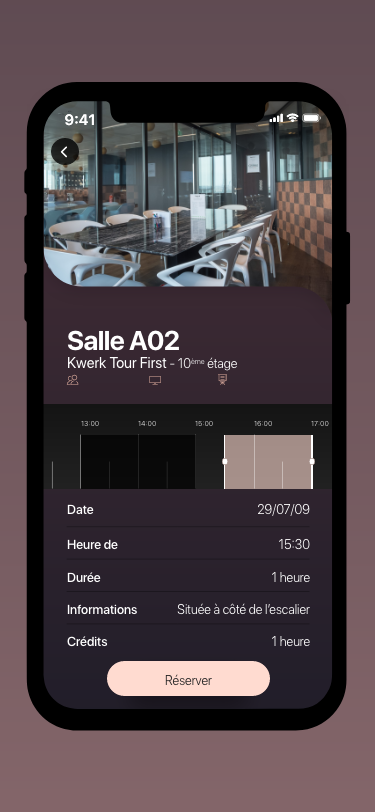 9:41
Salle A02
Kwerk Tour First - 10ème étage
13:00 14:00 15:00 16:00 17:00
Date 29/07/09
Heure de 15:30
Durée 1 heure
Informations Située à côté de l'escalier
Crédits 1 heure
Réserver